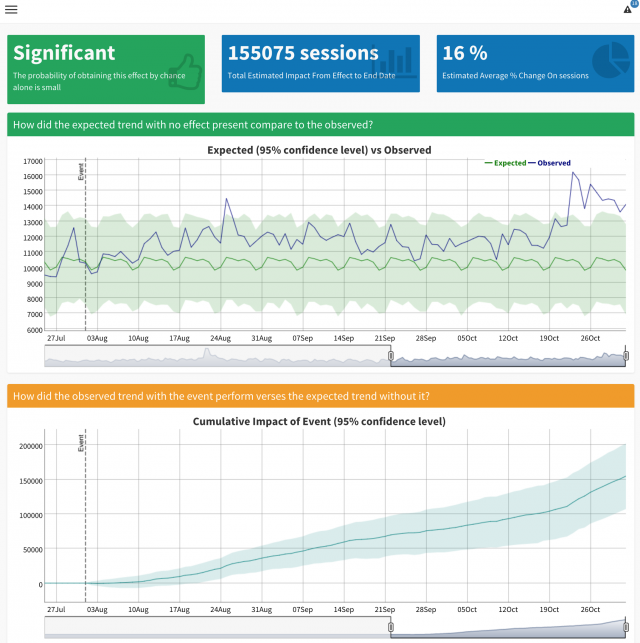 Significant
The probability of obtaining this effect by chance
alone is small
155075 sessions
Total Estimated Impact From Effect to End Date
16 %
Estimated Average % Change On sessions
How did the expected trend with no effect present compare to the observed?
Expected (95% confidence level) vs Observed
Expected Observed
Event
17000
16000
15000
14000
13000
12000
11000
10000
9000
8000
7000
6000
27Jul 03Aug 10Aug 17Aug 24Aug 31Aug 07Sep 14Sep 21Sep 28Sep 05Oct 12Oct 19Oct 26Oct
How did the observed trend with the event perform verses the expected trend without it?
Cumulative Impact of Event (95% confidence level)
Event
200000
150000
100000
50000
0
27Jul 03Aug 10Aug 17Aug 24Aug 31Aug 07Sep 14Sep 21Sep 28Sep 05Oct 12Oct 19Oct 26Oct